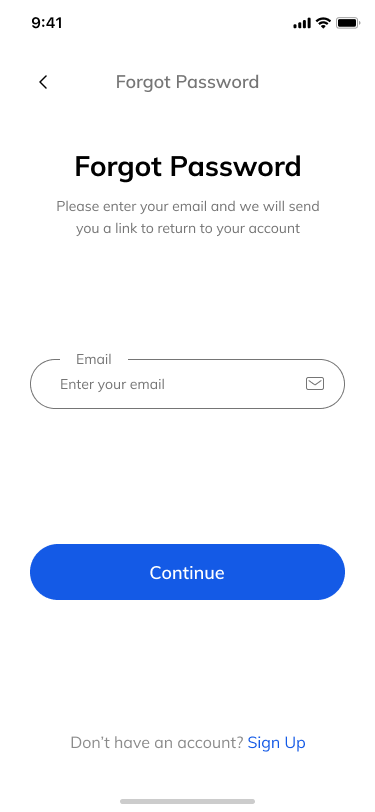 9:41
Forgot Password
Forgot Password
Please enter your email and we will send
you a link to return to your account
Email
Enter your email
Continue
Don’t have an account? Sign Up